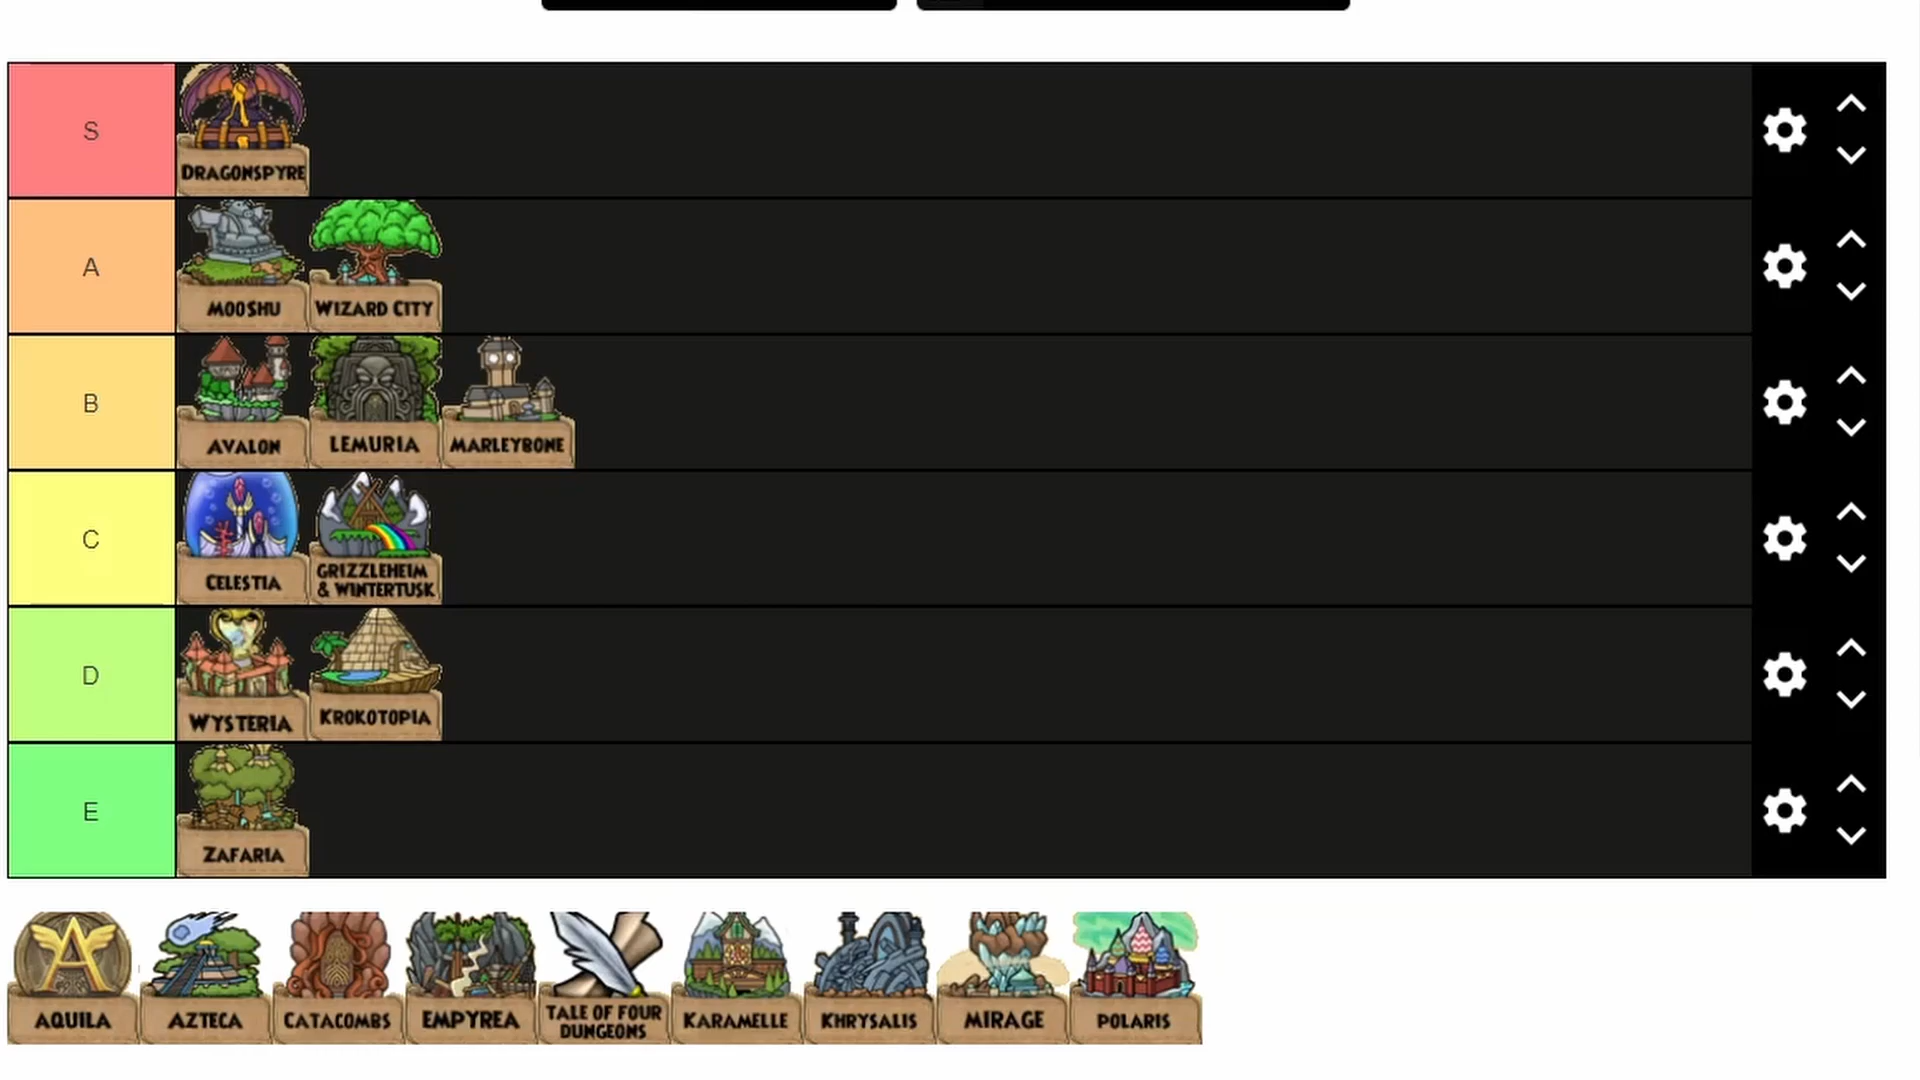 S
DRAGONSPYRE
A
MOOSHU
WIZARD CITY
B
AVALON
LEMURIA
MARLEYBONE
C
CELESTIA
GRIZZLEHEIM
& WINTERTUSK
D
WYSTERIA
KROKOTOPIA
E
ZAFARIA
A
AQUILA
AZTECA
CATACOMBS
EMPYREA
TALE OF FOUR
DUNGEONS
KARAMELLE
KHRYSALIS
MIRAGE
POLARIS